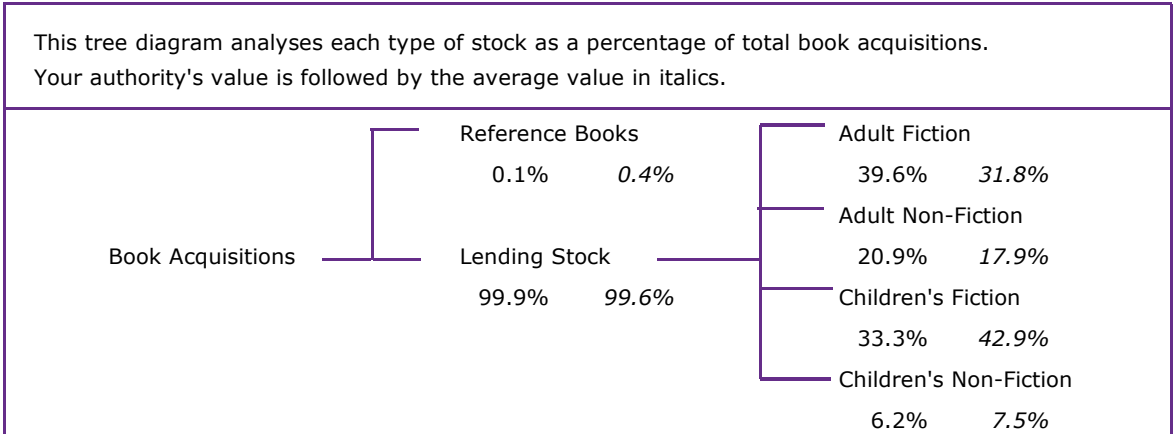 This tree diagram analyses each type of stock as a percentage of total book acquisitions.
Your authority's value is followed by the average value in italics.
Reference Books
0.1% 0.4%
Book Acquisitions
Lending Stock
99.9% 99.6%
Adult Fiction
39.6% 31.8%
Adult Non-Fiction
20.9% 17.9%
Children's Fiction
33.3% 42.9%
Children's Non-Fiction
6.2% 7.5%